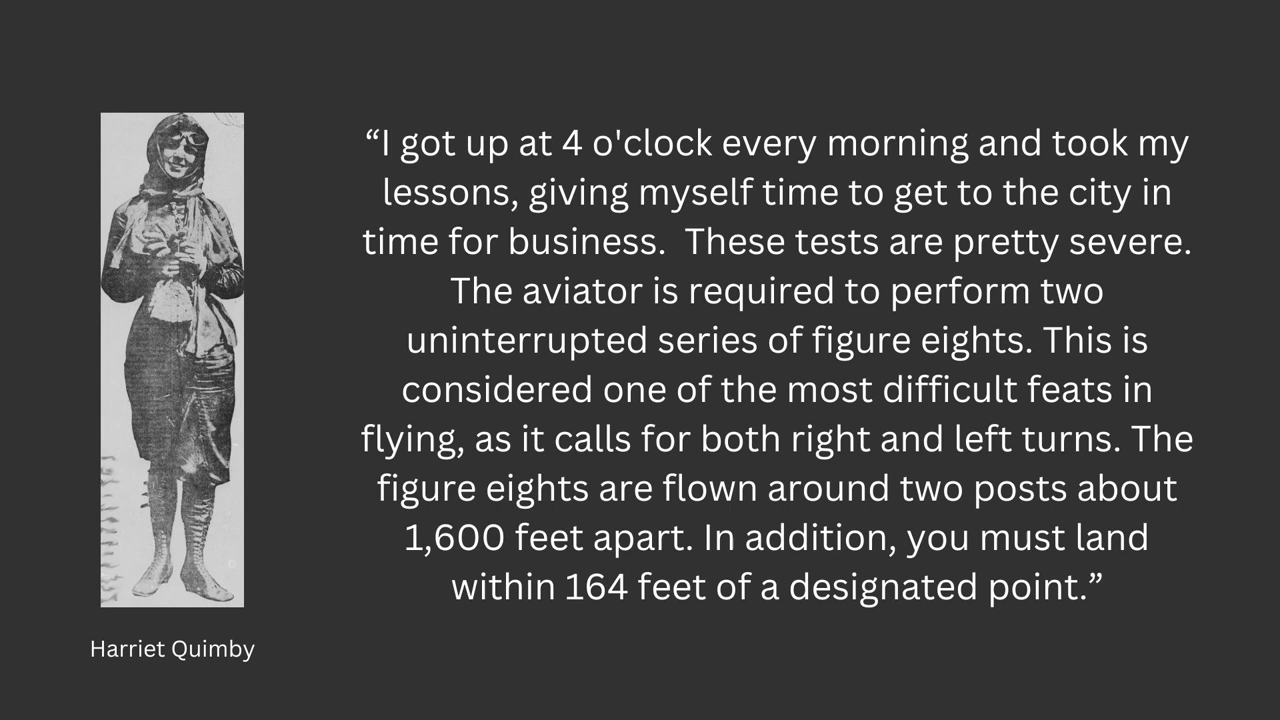 “I got up at 4 o'clock every morning and took my
lessons, giving myself time to get to the city in
time for business.  These tests are pretty severe.
The aviator is required to perform two
uninterrupted series of figure eights. This is
considered one of the most difficult feats in
flying, as it calls for both right and left turns. The
figure eights are flown around two posts about
1,600 feet apart. In addition, you must land
within 164 feet of a designated point.”
Harriet Quimby